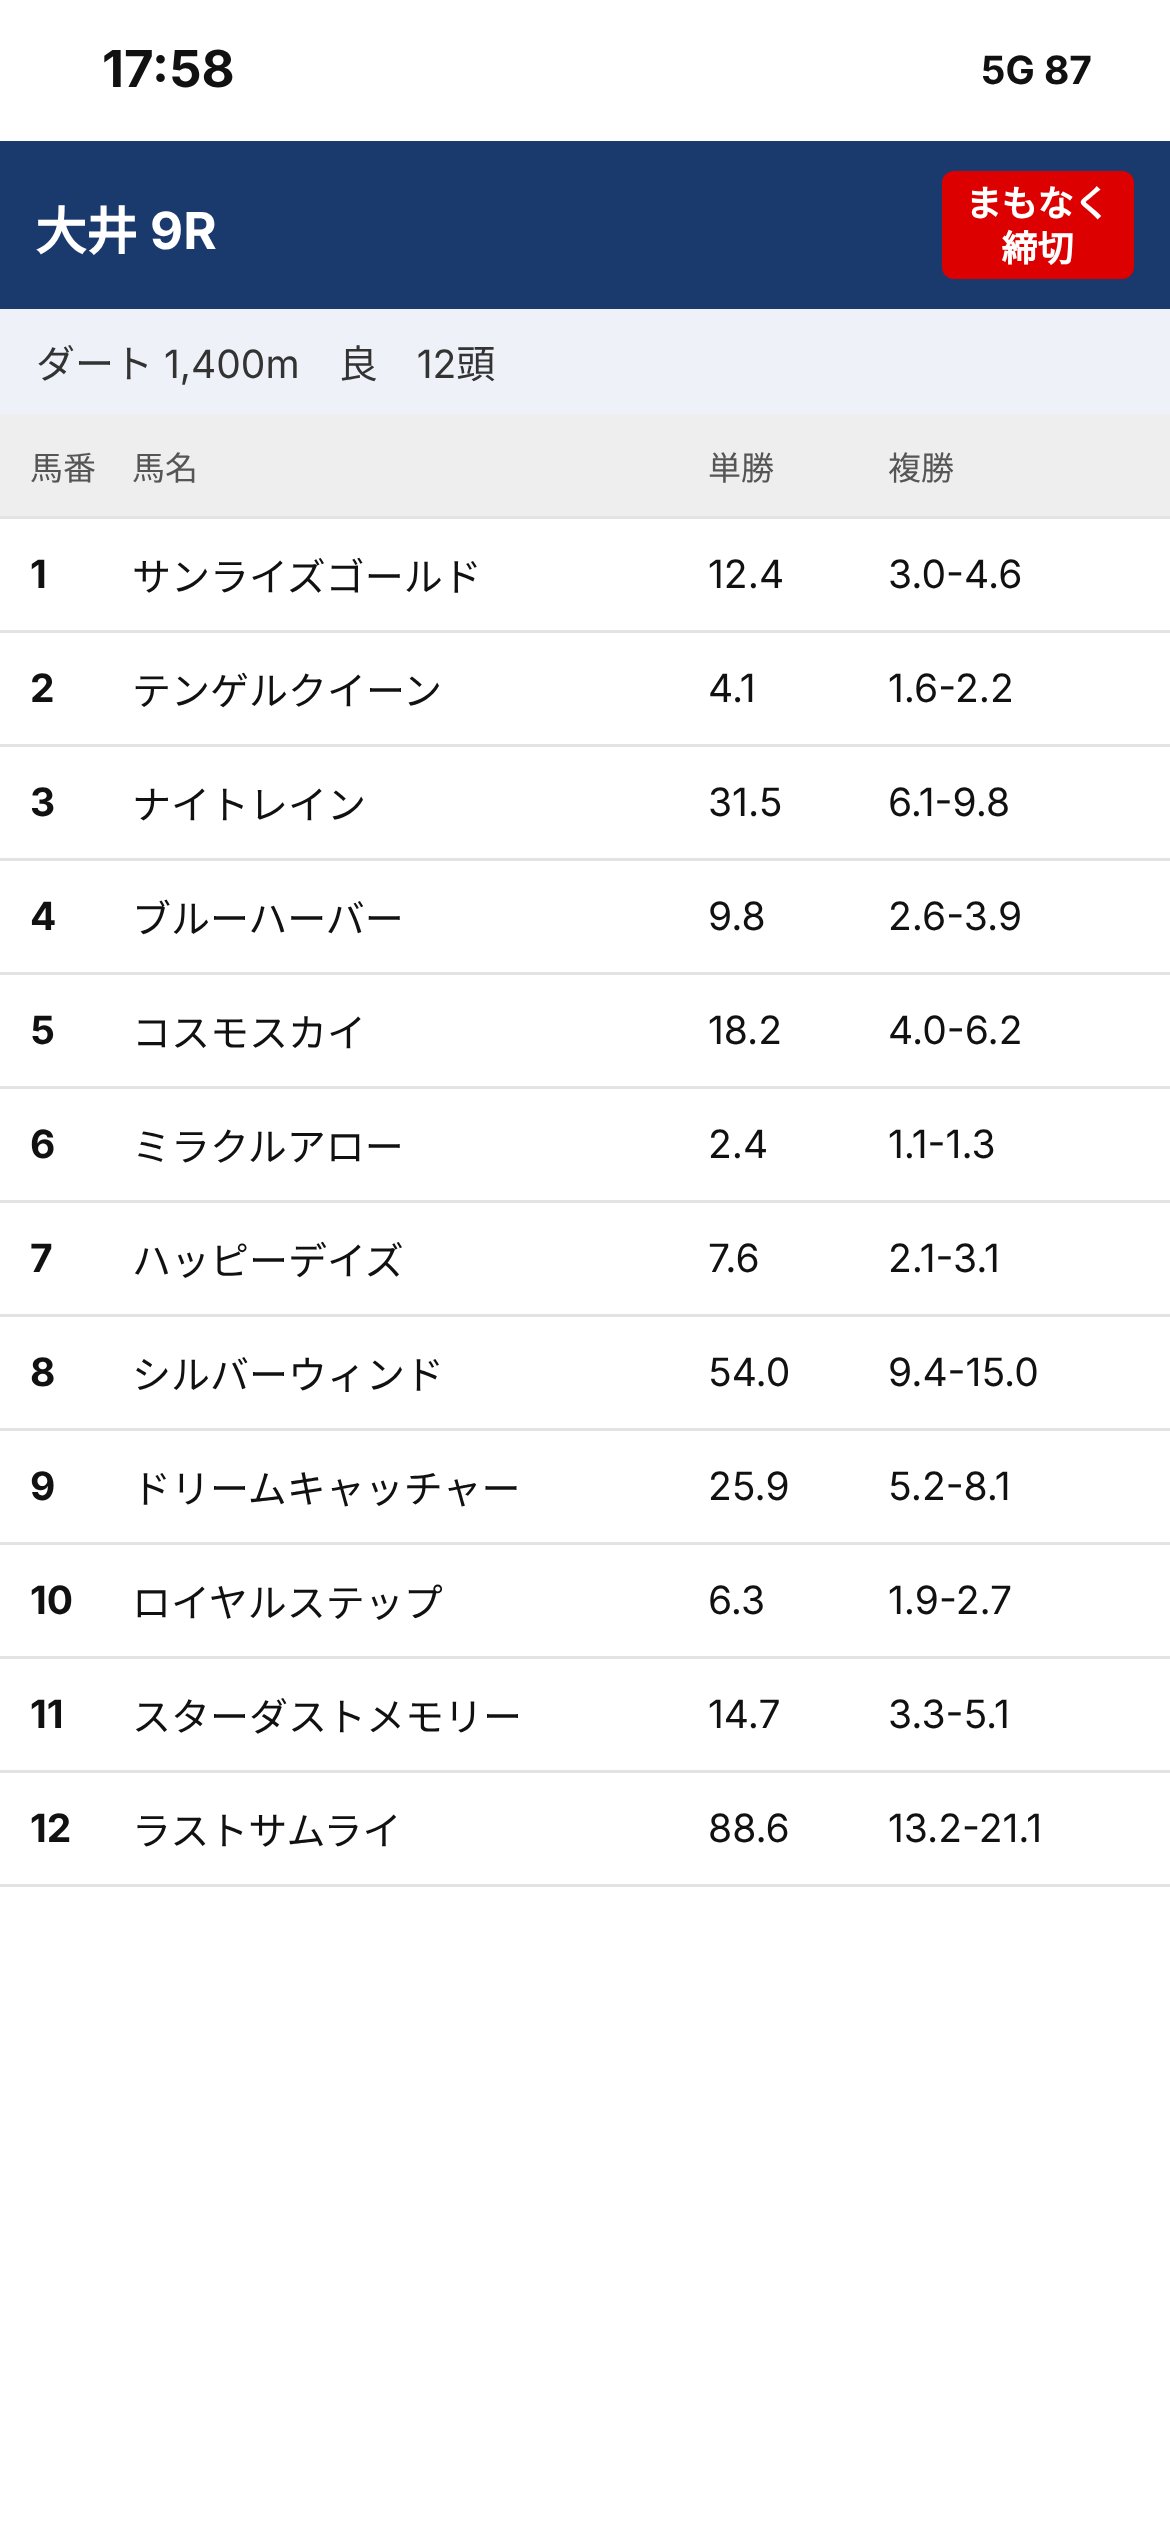 17:58 5G 87
大井 9R
まもなく
締切
ダート 1,400m 良 12頭
馬番 馬名 単勝 複勝
1 サンライズゴールド 12.4 3.0-4.6
2 テンゲルクイーン 4.1 1.6-2.2
3 ナイトレイン 31.5 6.1-9.8
4 ブルーハーバー 9.8 2.6-3.9
5 コスモスカイ 18.2 4.0-6.2
6 ミラクルアロー 2.4 1.1-1.3
7 ハッピーデイズ 7.6 2.1-3.1
8 シルバーウィンド 54.0 9.4-15.0
9 ドリームキャッチャー 25.9 5.2-8.1
10 ロイヤルステップ 6.3 1.9-2.7
11 スターダストメモリー 14.7 3.3-5.1
12 ラストサムライ 88.6 13.2-21.1